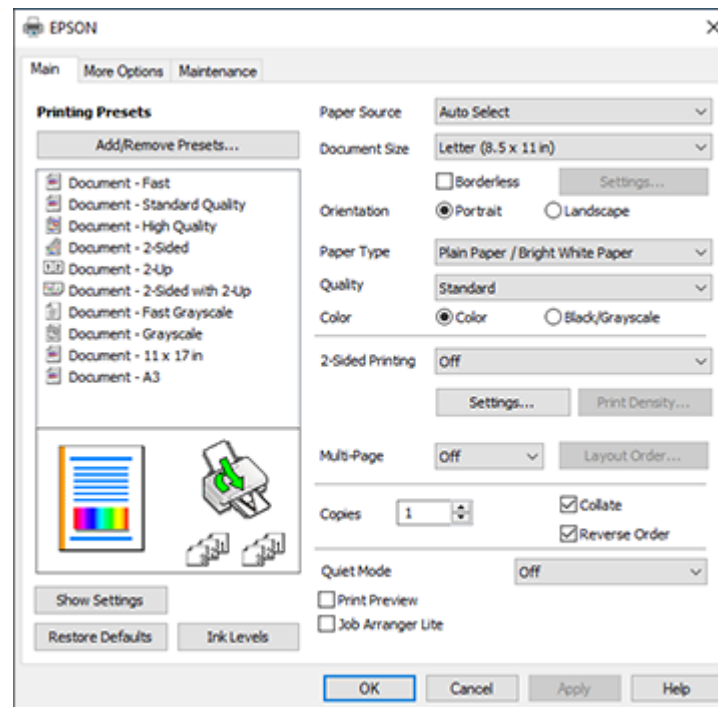 EPSON
Main More Options Maintenance
Printing Presets
Add/Remove Presets...
Document - Fast
Document - Standard Quality
Document - High Quality
Document - 2-Sided
Document - 2-Up
Document - 2-Sided with 2-Up
Document - Fast Grayscale
Document - Grayscale
Document - 11 x 17 in
Document - A3
Show Settings
Restore Defaults Ink Levels
Paper Source Auto Select
Document Size Letter (8.5 x 11 in)
Borderless Settings...
Orientation Portrait Landscape
Paper Type Plain Paper / Bright White Paper
Quality Standard
Color Color Black/Grayscale
2-Sided Printing Off
Settings... Print Density...
Multi-Page Off Layout Order...
Copies 1 Collate
Reverse Order
Quiet Mode Off
Print Preview
Job Arranger Lite
OK Cancel Apply Help